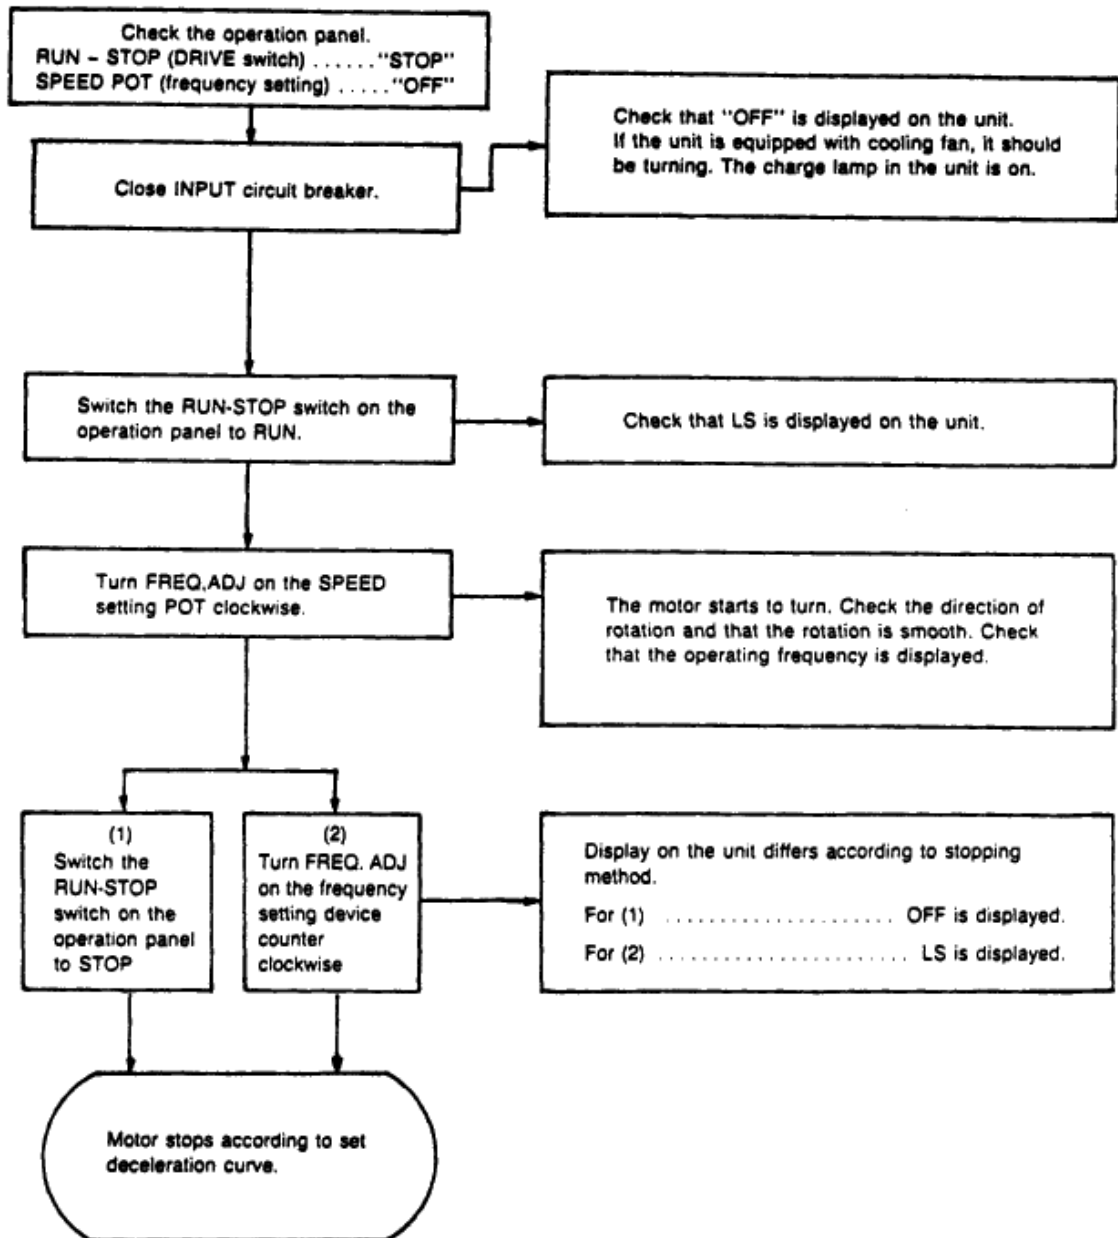 Check the operation panel.
RUN – STOP (DRIVE switch) ...... "STOP"
SPEED POT (frequency setting) ..... "OFF"
Close INPUT circuit breaker.
Check that "OFF" is displayed on the unit.
If the unit is equipped with cooling fan, it should
be turning. The charge lamp in the unit is on.
Switch the RUN-STOP switch on the
operation panel to RUN.
Check that LS is displayed on the unit.
Turn FREQ.ADJ on the SPEED
setting POT clockwise.
The motor starts to turn. Check the direction of
rotation and that the rotation is smooth. Check
that the operating frequency is displayed.
(1)
Switch the
RUN-STOP
switch on the
operation panel
to STOP
(2)
Turn FREQ. ADJ
on the frequency
setting device
counter
clockwise
Display on the unit differs according to stopping
method.
For (1) ..................... OFF is displayed.
For (2) ....................... LS is displayed.
Motor stops according to set
deceleration curve.